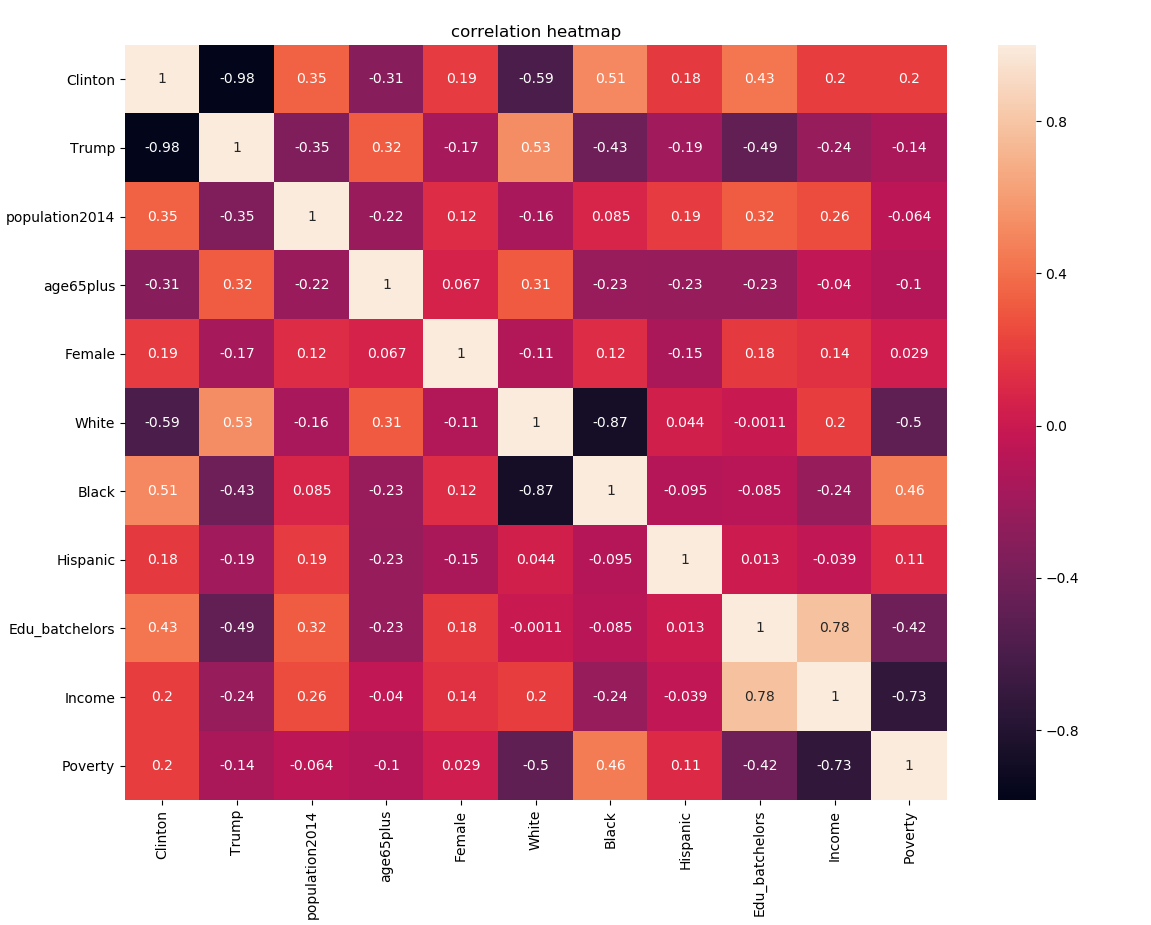 correlation heatmap
Clinton 1 -0.98 0.35 -0.31 0.19 -0.59 0.51 0.18 0.43 0.2 0.2
Trump -0.98 1 -0.35 0.32 -0.17 0.53 -0.43 -0.19 -0.49 -0.24 -0.14
population2014 0.35 -0.35 1 -0.22 0.12 -0.16 0.085 0.19 0.32 0.26 -0.064
age65plus -0.31 0.32 -0.22 1 0.067 0.31 -0.23 -0.23 -0.23 -0.04 -0.1
Female 0.19 -0.17 0.12 0.067 1 -0.11 0.12 -0.15 0.18 0.14 0.029
White -0.59 0.53 -0.16 0.31 -0.11 1 -0.87 0.044 -0.0011 0.2 -0.5
Black 0.51 -0.43 0.085 -0.23 0.12 -0.87 1 -0.095 -0.085 -0.24 0.46
Hispanic 0.18 -0.19 0.19 -0.23 -0.15 0.044 -0.095 1 0.013 -0.039 0.11
Edu_batchelors 0.43 -0.49 0.32 -0.23 0.18 -0.0011 -0.085 0.013 1 0.78 -0.42
Income 0.2 -0.24 0.26 -0.04 0.14 0.2 -0.24 -0.039 0.78 1 -0.73
Poverty 0.2 -0.14 -0.064 -0.1 0.029 -0.5 0.46 0.11 -0.42 -0.73 1
Clinton Trump population2014 age65plus Female White Black Hispanic Edu_batchelors Income Poverty
0.8
0.4
0.0
−0.4
−0.8